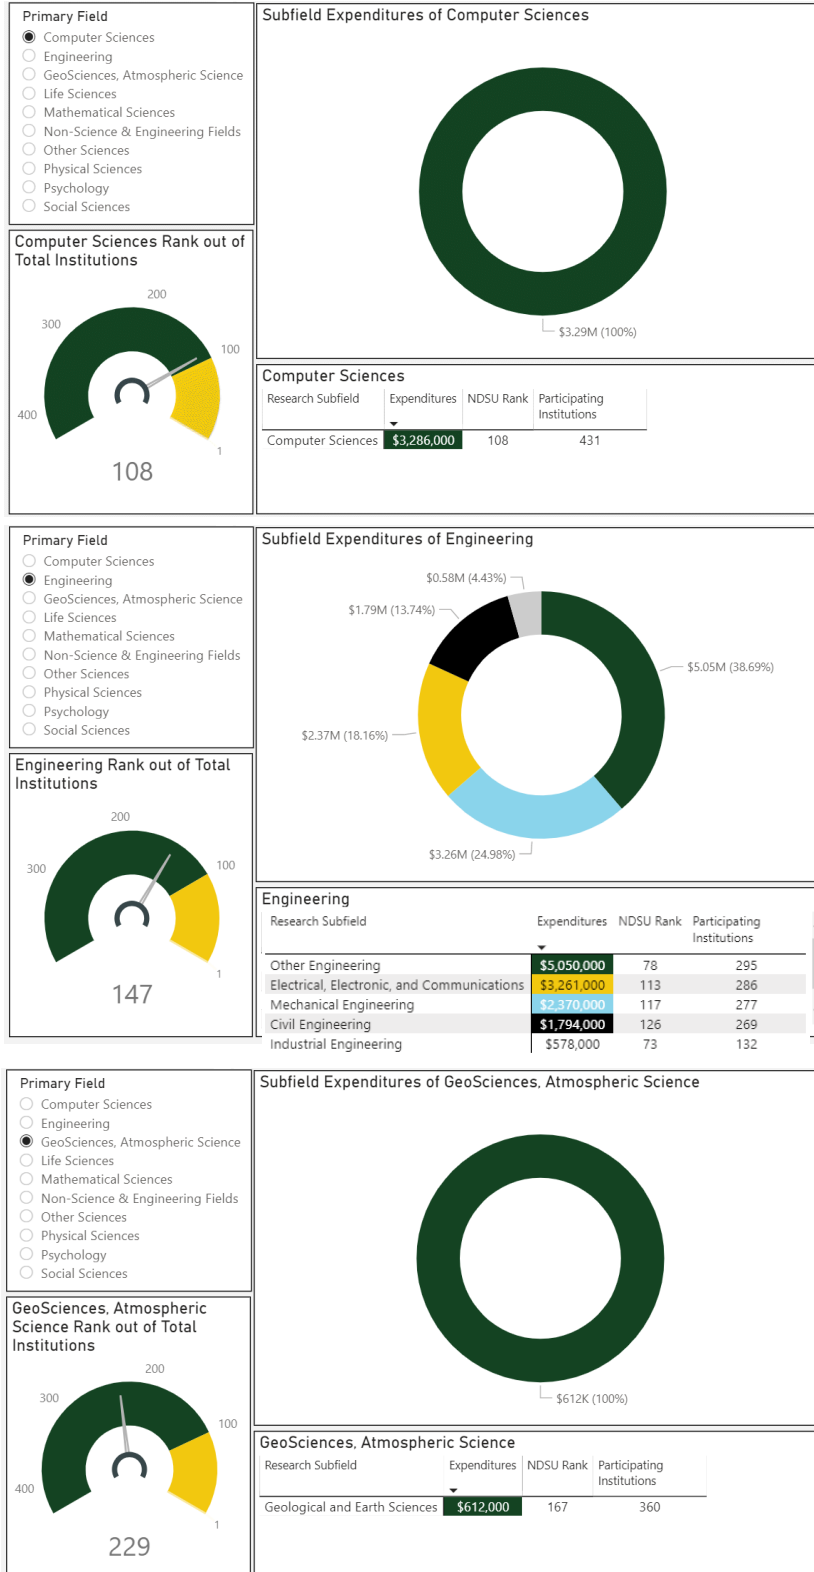 Primary Field
Computer Sciences
Engineering
GeoSciences, Atmospheric Science
Life Sciences
Mathematical Sciences
Non-Science & Engineering Fields
Other Sciences
Physical Sciences
Psychology
Social Sciences
Subfield Expenditures of Computer Sciences
$3.29M (100%)
Computer Sciences Rank out of
Total Institutions
200
300
100
400
1
108
Computer Sciences
Research Subfield Expenditures NDSU Rank Participating
Institutions
Computer Sciences $3,286,000 108 431
Primary Field
Computer Sciences
Engineering
GeoSciences, Atmospheric Science
Life Sciences
Mathematical Sciences
Non-Science & Engineering Fields
Other Sciences
Physical Sciences
Psychology
Social Sciences
Subfield Expenditures of Engineering
$0.58M (4.43%)
$1.79M (13.74%)
$5.05M (38.69%)
$2.37M (18.16%)
$3.26M (24.98%)
Engineering Rank out of Total
Institutions
200
300
100
1
147
Engineering
Research Subfield Expenditures NDSU Rank Participating
Institutions
Other Engineering $5,050,000 78 295
Electrical, Electronic, and Communications $3,261,000 113 286
Mechanical Engineering $2,370,000 117 277
Civil Engineering $1,794,000 126 269
Industrial Engineering $578,000 73 132
Primary Field
Computer Sciences
Engineering
GeoSciences, Atmospheric Science
Life Sciences
Mathematical Sciences
Non-Science & Engineering Fields
Other Sciences
Physical Sciences
Psychology
Social Sciences
Subfield Expenditures of GeoSciences, Atmospheric Science
$612K (100%)
GeoSciences, Atmospheric
Science Rank out of Total
Institutions
200
300
100
400
1
229
GeoSciences, Atmospheric Science
Research Subfield Expenditures NDSU Rank Participating
Institutions
Geological and Earth Sciences $612,000 167 360